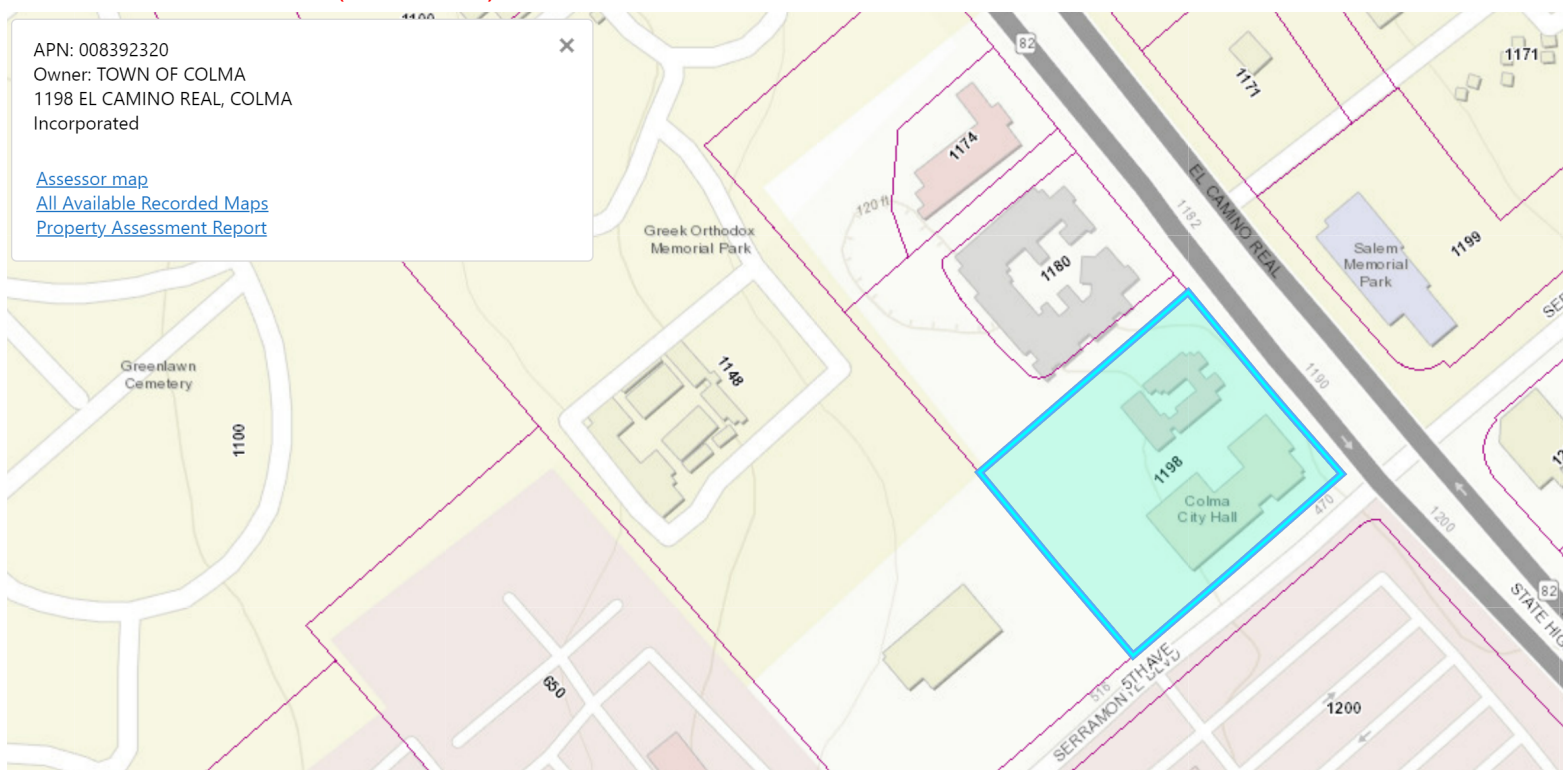 1100
APN: 008392320
Owner: TOWN OF COLMA
1198 EL CAMINO REAL, COLMA
Incorporated
Assessor map
All Available Recorded Maps
Property Assessment Report
82
1171
1171
1174
120 ft
EL CAMINO REAL
1182
Greek Orthodox
Memorial Park
1180
Salem
Memorial
Park
1199
Greenlawn
Cemetery
1148
1190
1100
1198
Colma
City Hall
470
1200
82
5TH AVE
516
SERRAMONTE BLVD
650
1200